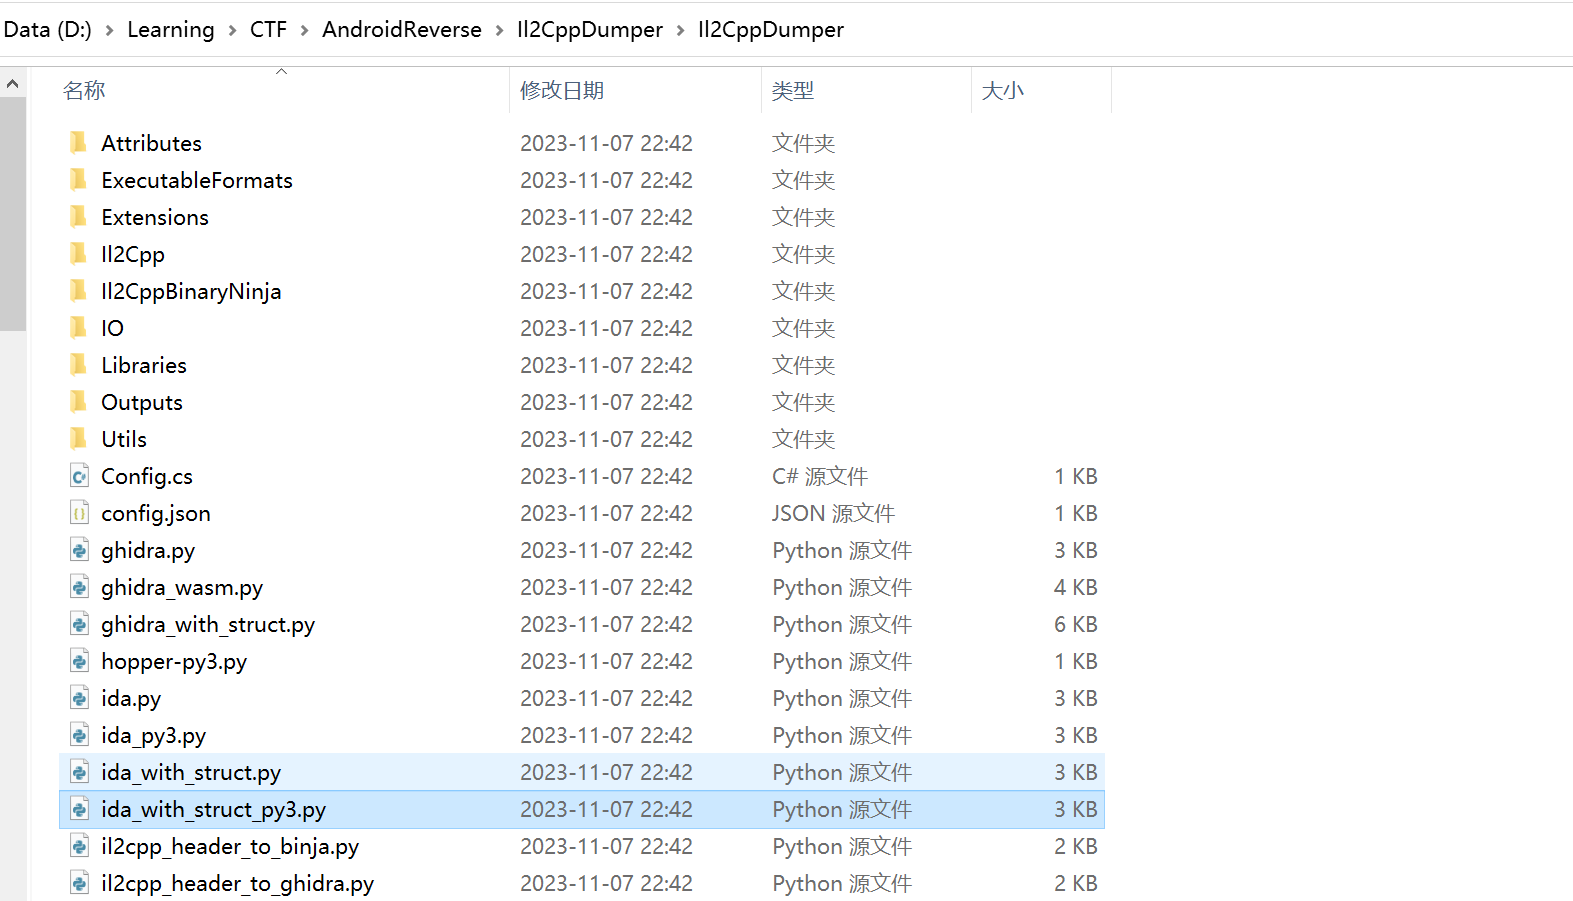 Data (D:) > Learning > CTF > AndroidReverse > Il2CppDumper > Il2CppDumper
名称 修改日期 类型 大小
Attributes 2023-11-07 22:42 文件夹
ExecutableFormats 2023-11-07 22:42 文件夹
Extensions 2023-11-07 22:42 文件夹
Il2Cpp 2023-11-07 22:42 文件夹
Il2CppBinaryNinja 2023-11-07 22:42 文件夹
IO 2023-11-07 22:42 文件夹
Libraries 2023-11-07 22:42 文件夹
Outputs 2023-11-07 22:42 文件夹
Utils 2023-11-07 22:42 文件夹
Config.cs 2023-11-07 22:42 C# 源文件 1 KB
config.json 2023-11-07 22:42 JSON 源文件 1 KB
ghidra.py 2023-11-07 22:42 Python 源文件 3 KB
ghidra_wasm.py 2023-11-07 22:42 Python 源文件 4 KB
ghidra_with_struct.py 2023-11-07 22:42 Python 源文件 6 KB
hopper-py3.py 2023-11-07 22:42 Python 源文件 1 KB
ida.py 2023-11-07 22:42 Python 源文件 3 KB
ida_py3.py 2023-11-07 22:42 Python 源文件 3 KB
ida_with_struct.py 2023-11-07 22:42 Python 源文件 3 KB
ida_with_struct_py3.py 2023-11-07 22:42 Python 源文件 3 KB
il2cpp_header_to_binja.py 2023-11-07 22:42 Python 源文件 2 KB
il2cpp_header_to_ghidra.py 2023-11-07 22:42 Python 源文件 2 KB